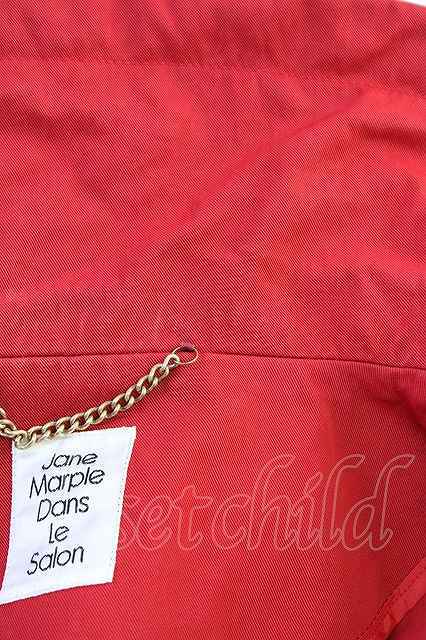 Jane
Marple
Dans
Le
Salon
setchild